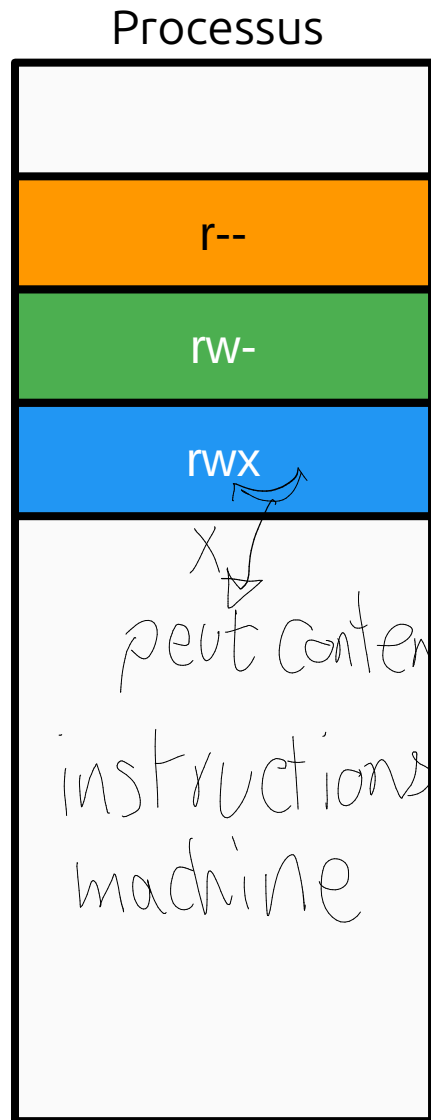 Processus
r--
rw-
rwx
x
peut conten
instructions
machine